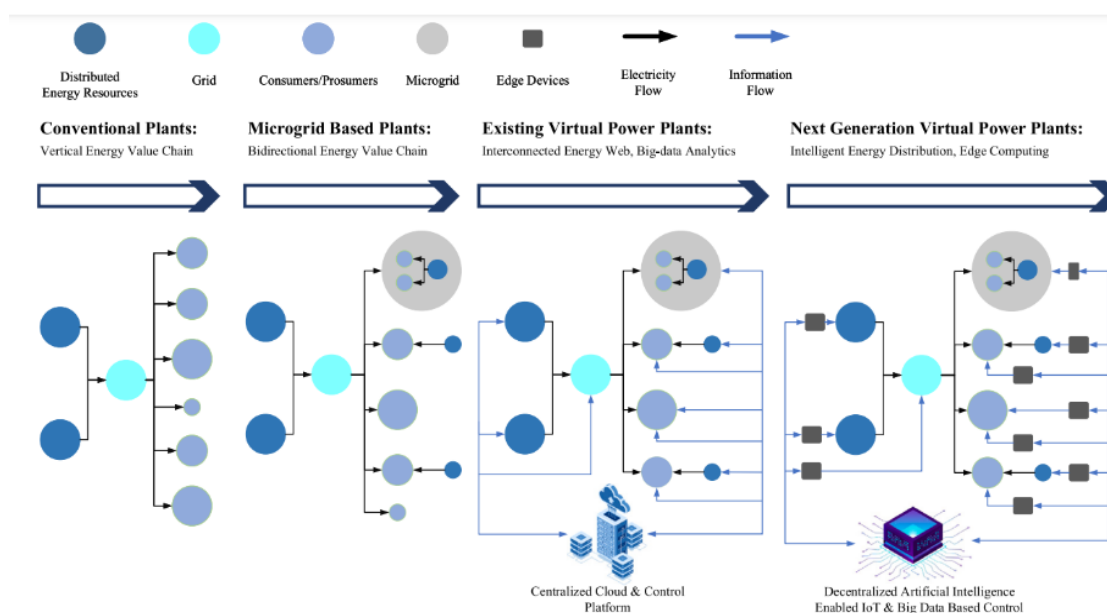 Distributed
Energy Resources
Grid
Consumers/Prosumers
Microgrid
Edge Devices
Electricity
Flow
Information
Flow
Conventional Plants:
Vertical Energy Value Chain
Microgrid Based Plants:
Bidirectional Energy Value Chain
Existing Virtual Power Plants:
Interconnected Energy Web, Big-data Analytics
Next Generation Virtual Power Plants:
Intelligent Energy Distribution, Edge Computing
Centralized Cloud & Control
Platform
Decentralized Artificial Intelligence
Enabled IoT & Big Data Based Control